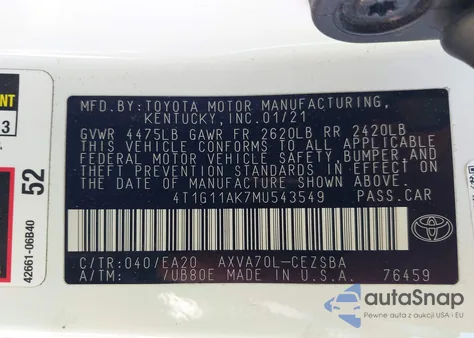 MFD.BY:TOYOTA MOTOR MANUFACTURING,
KENTUCKY,INC.01/21
GVWR 4475LB GAWR FR 2620LB RR 2420LB
THIS VEHICLE CONFORMS TO ALL APPLICABLE
FEDERAL MOTOR VEHICLE SAFETY,BUMPER,AND
THEFT PREVENTION STANDARDS IN EFFECT ON
THE DATE OF MANUFACTURE SHOWN ABOVE.
4T1G11AK7MU543549 PASS.CAR
C/TR:040/EA20 AXVA70L-CEZSBA
A/TM: /UB80E MADE IN U.S.A. 76459
TOYOTA
52
42661-06B40
3
autoSnap
Pewne auta z aukcji USA i EU